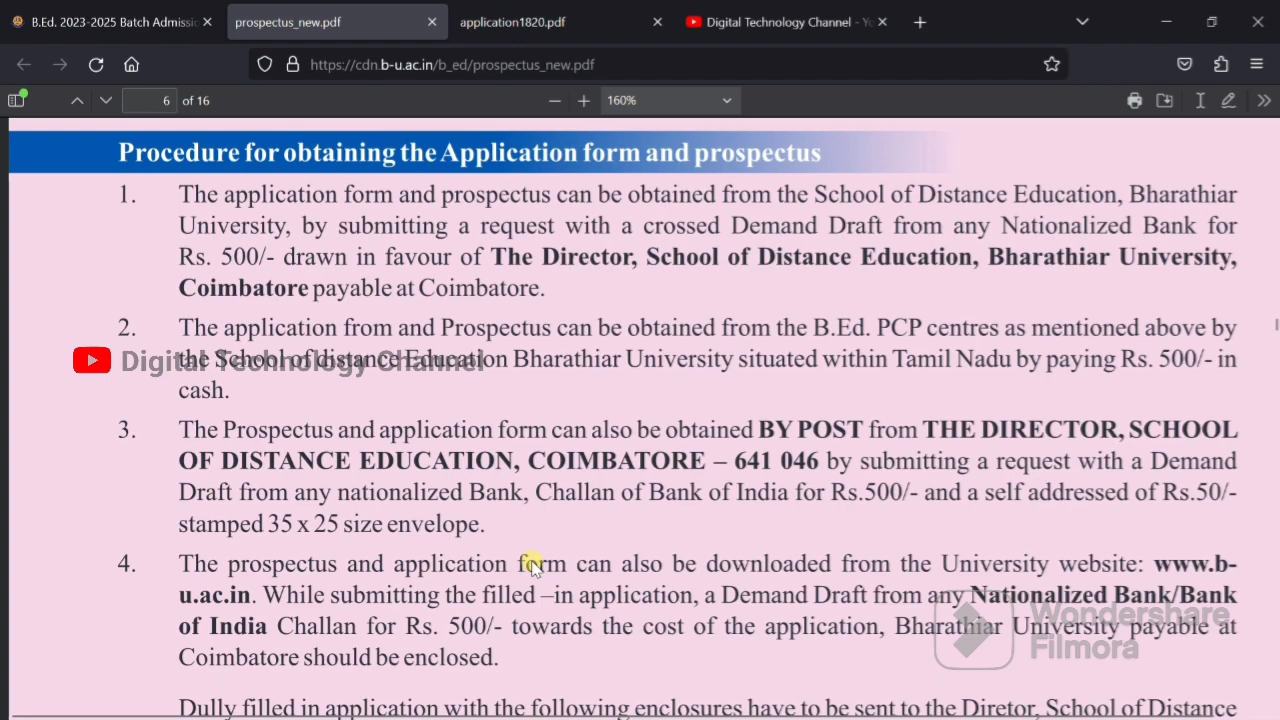 B.Ed. 2023-2025 Batch Admissi
prospectus_new.pdf
application1820.pdf
Digital Technology Channel - Yo
https://cdn.b-u.ac.in/b_ed/prospectus_new.pdf
6 of 16
160%
Procedure for obtaining the Application form and prospectus
1. The application form and prospectus can be obtained from the School of Distance Education, Bharathiar
University, by submitting a request with a crossed Demand Draft from any Nationalized Bank for
Rs. 500/- drawn in favour of The Director, School of Distance Education, Bharathiar University,
Coimbatore payable at Coimbatore.
2. The application from and Prospectus can be obtained from the B.Ed. PCP centres as mentioned above by
the School of distance Education Bharathiar University situated within Tamil Nadu by paying Rs. 500/- in
Digital Technology Channel
cash.
3. The Prospectus and application form can also be obtained BY POST from THE DIRECTOR, SCHOOL
OF DISTANCE EDUCATION, COIMBATORE – 641 046 by submitting a request with a Demand
Draft from any nationalized Bank, Challan of Bank of India for Rs.500/- and a self addressed of Rs.50/-
stamped 35 x 25 size envelope.
4. The prospectus and application form can also be downloaded from the University website: www.b-
u.ac.in. While submitting the filled –in application, a Demand Draft from any Nationalized Bank/Bank
of India Challan for Rs. 500/- towards the cost of the application, Bharathiar University payable at
Coimbatore should be enclosed.
Wondershare
Filmora
Dully filled in application with the following enclosures have to be sent to the Diretor, School of Distance